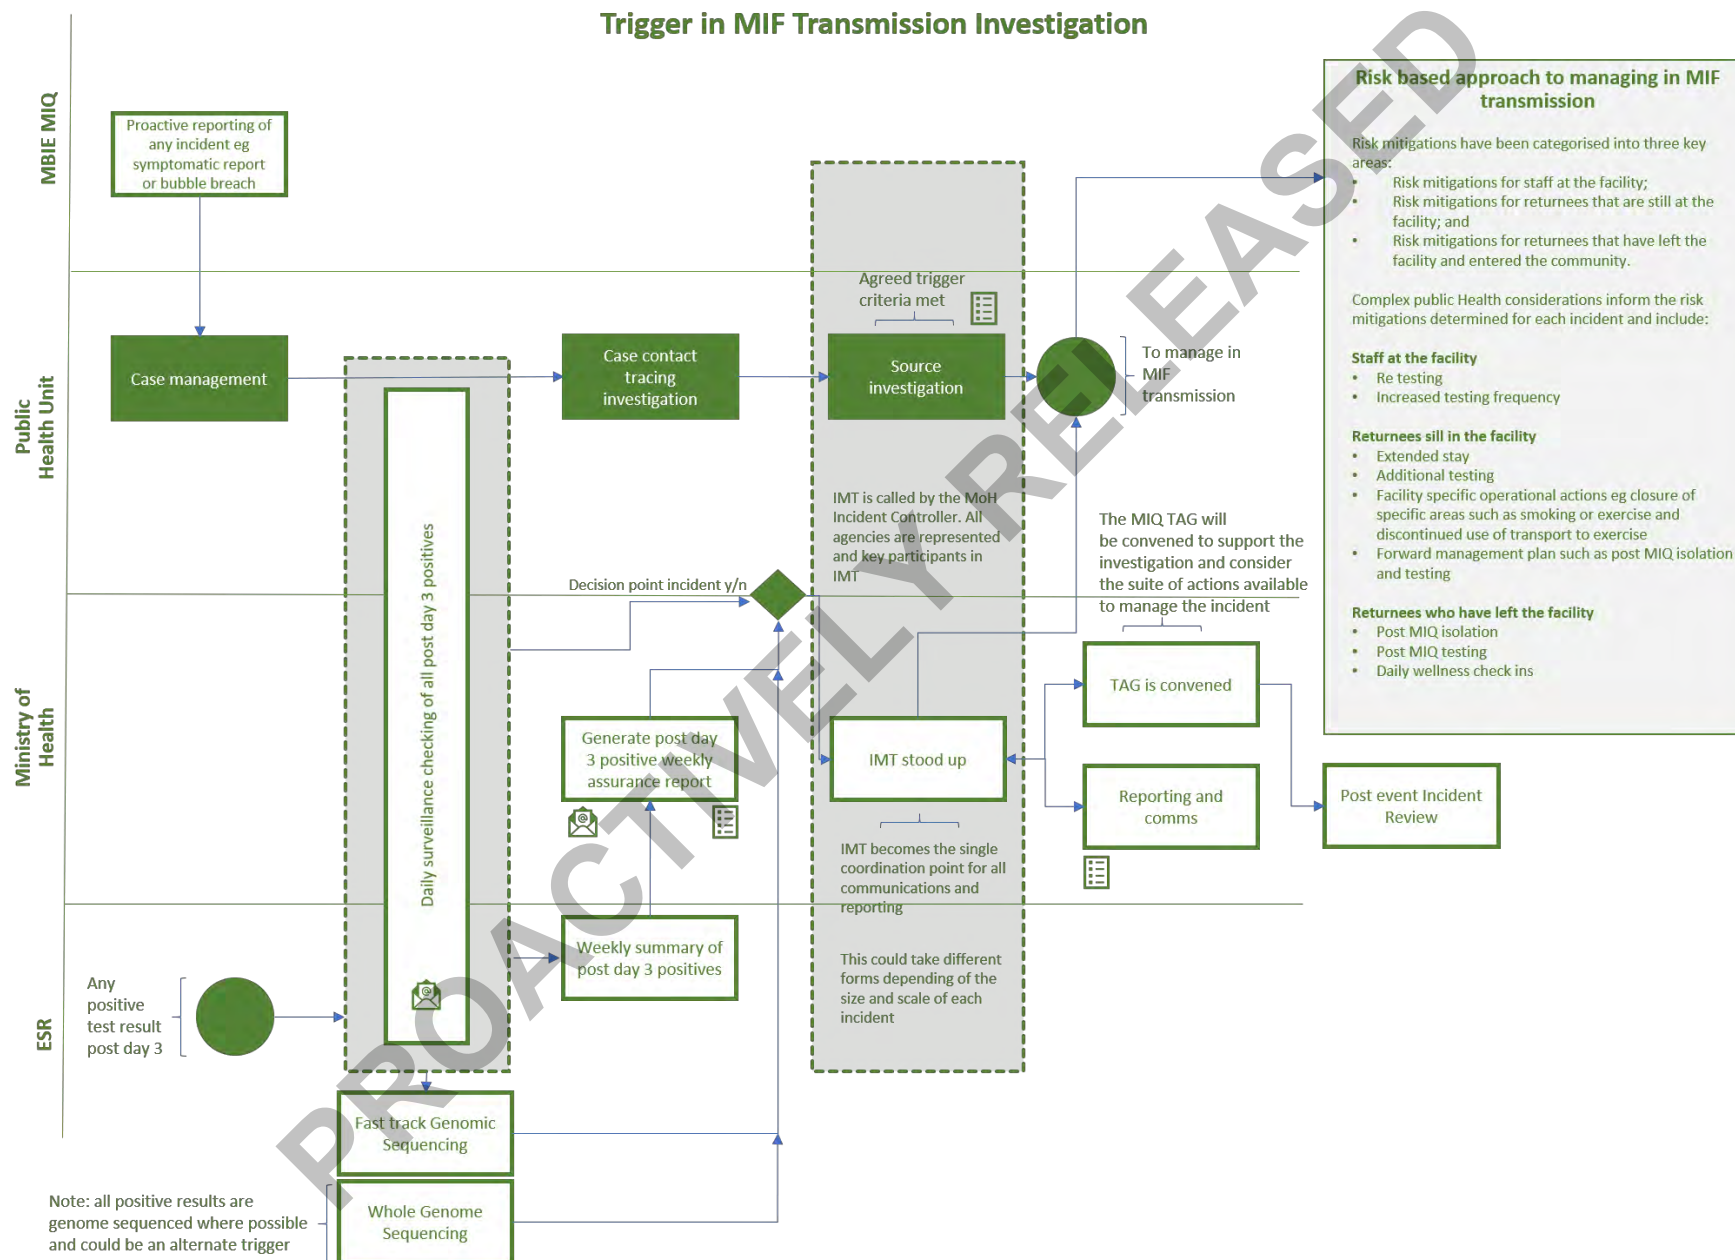 Trigger in MIF Transmission Investigation
MBIE MIQ
Proactive reporting of
any incident eg
symptomatic report
or bubble breach
Public
Health Unit
Case management
Case contact
tracing
investigation
Agreed trigger
criteria met
Source
investigation
To manage in
MIF
transmission
IMT is called by the MoH
Incident Controller. All
agencies are represented
and key participants in
IMT
Decision point incident y/n
The MIQ TAG will
be convened to support the
investigation and consider
the suite of actions available
to manage the incident
Ministry of
Health
Daily surveillance checking of all post day 3 positives
Generate post day
3 positive weekly
assurance report
IMT stood up
TAG is convened
Reporting and
comms
Post event Incident
Review
IMT becomes the single
coordination point for all
communications and
reporting
This could take different
forms depending of the
size and scale of each
incident
ESR
Any
positive
test result
post day 3
Weekly summary of
post day 3 positives
Fast track Genomic
Sequencing
Whole Genome
Sequencing
Note: all positive results are
genome sequenced where possible
and could be an alternate trigger
Risk based approach to managing in MIF
transmission
Risk mitigations have been categorised into three key
areas:
• Risk mitigations for staff at the facility;
• Risk mitigations for returnees that are still at the
facility; and
• Risk mitigations for returnees that have left the
facility and entered the community.
Complex public Health considerations inform the risk
mitigations determined for each incident and include:
Staff at the facility
• Re testing
• Increased testing frequency
Returnees sill in the facility
• Extended stay
• Additional testing
• Facility specific operational actions eg closure of
specific areas such as smoking or exercise and
discontinued use of transport to exercise
• Forward management plan such as post MIQ isolation
and testing
Returnees who have left the facility
• Post MIQ isolation
• Post MIQ testing
• Daily wellness check ins
PROACTIVELY RELEASED